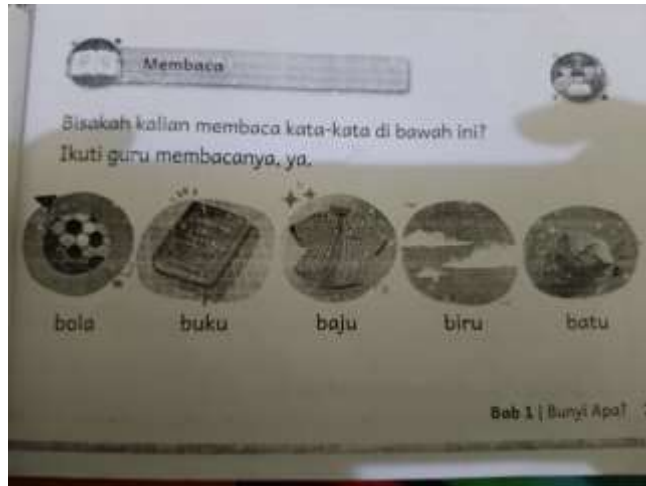 Membaca
Bisakah kalian membaca kata-kata di bawah ini?
Ikuti guru membacanya, ya.
bola buku baju biru batu
Bab 1 | Bunyi Apa?